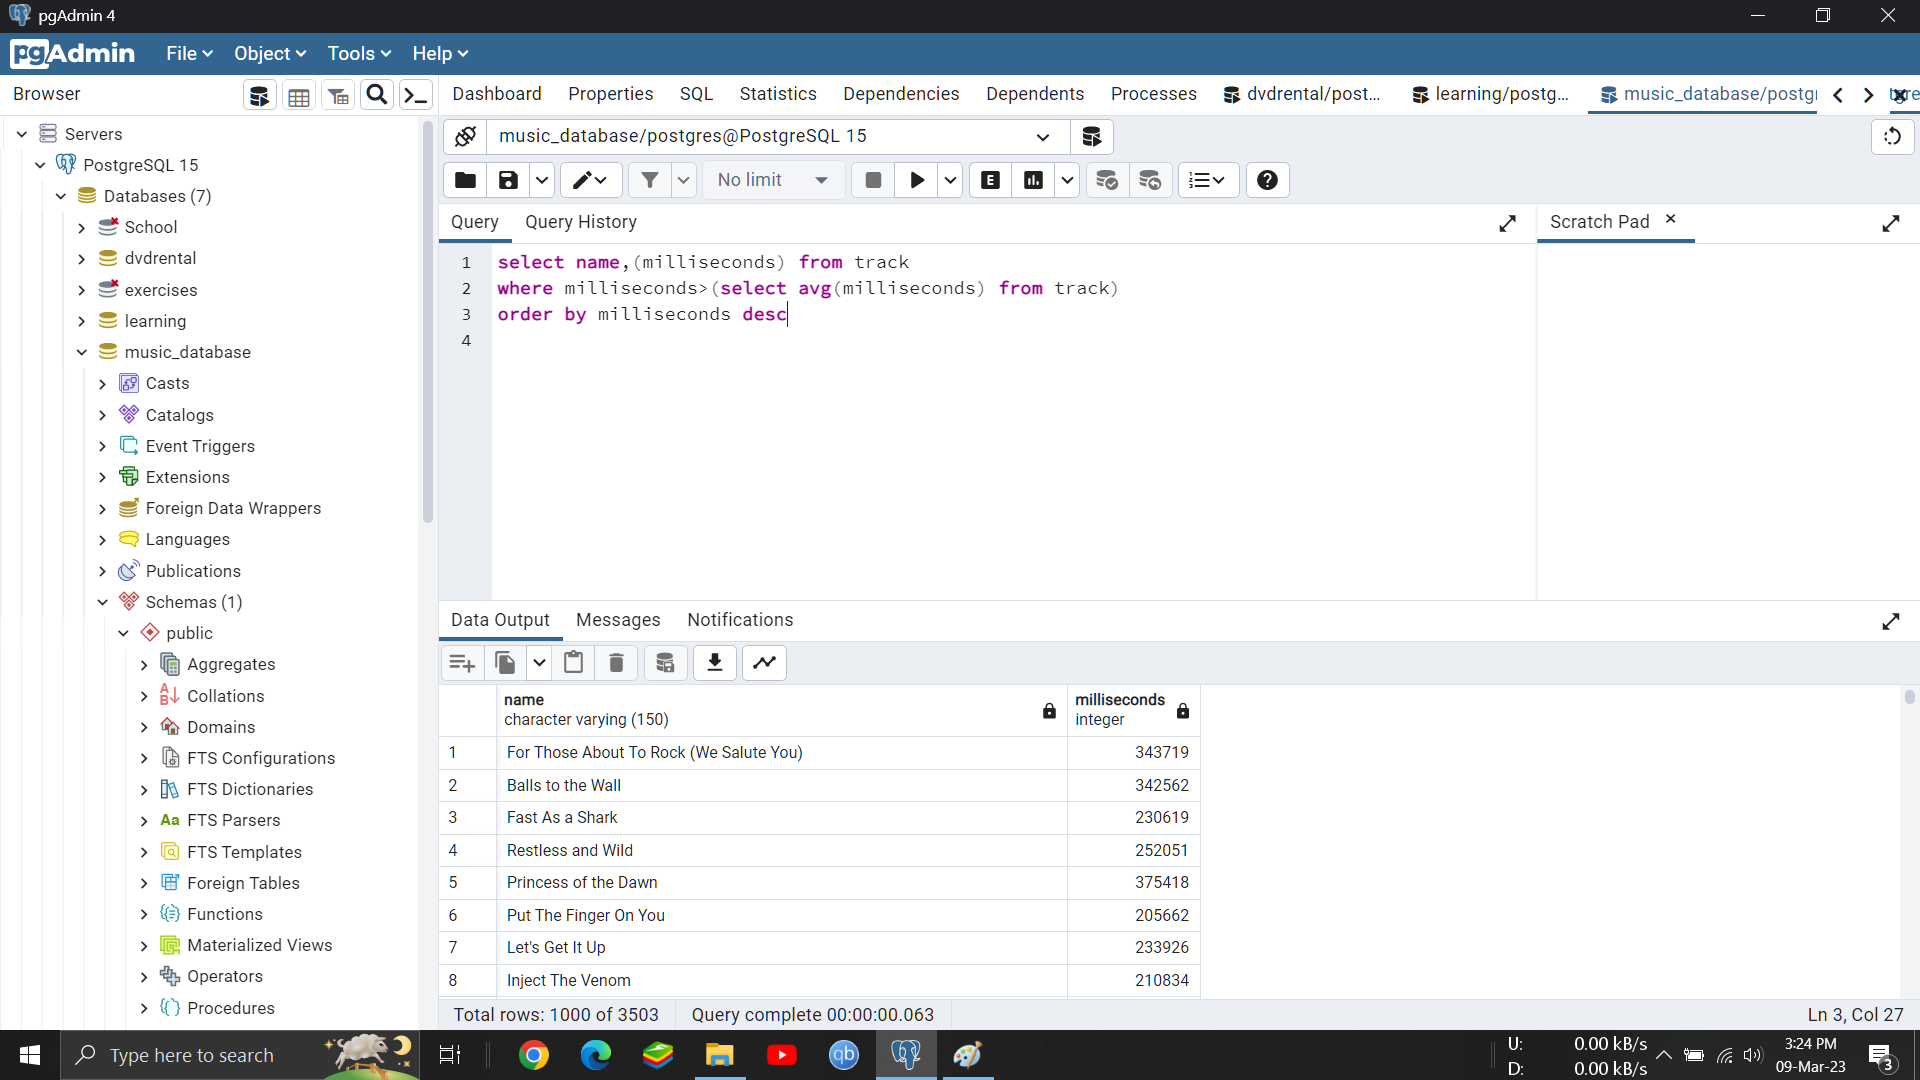 pgAdmin 4
pgAdmin File Object Tools Help
Browser
Dashboard Properties SQL Statistics Dependencies Dependents Processes dvdrental/post... learning/postg... music_database/postgr
Servers
PostgreSQL 15
Databases (7)
School
dvdrental
exercises
learning
music_database
Casts
Catalogs
Event Triggers
Extensions
Foreign Data Wrappers
Languages
Publications
Schemas (1)
public
Aggregates
Collations
Domains
FTS Configurations
FTS Dictionaries
Aa FTS Parsers
FTS Templates
Foreign Tables
Functions
Materialized Views
Operators
Procedures
music_database/postgres@PostgreSQL 15
No limit
E
Query Query History
Scratch Pad
1 select name,(milliseconds) from track
2 where milliseconds>(select avg(milliseconds) from track)
3 order by milliseconds desc
4
Data Output Messages Notifications
name milliseconds
character varying (150) integer
1 For Those About To Rock (We Salute You) 343719
2 Balls to the Wall 342562
3 Fast As a Shark 230619
4 Restless and Wild 252051
5 Princess of the Dawn 375418
6 Put The Finger On You 205662
7 Let's Get It Up 233926
8 Inject The Venom 210834
Total rows: 1000 of 3503 Query complete 00:00:00.063 Ln 3, Col 27
Type here to search
qb
U: 0.00 kB/s
D: 0.00 kB/s
3:24 PM
09-Mar-23
3